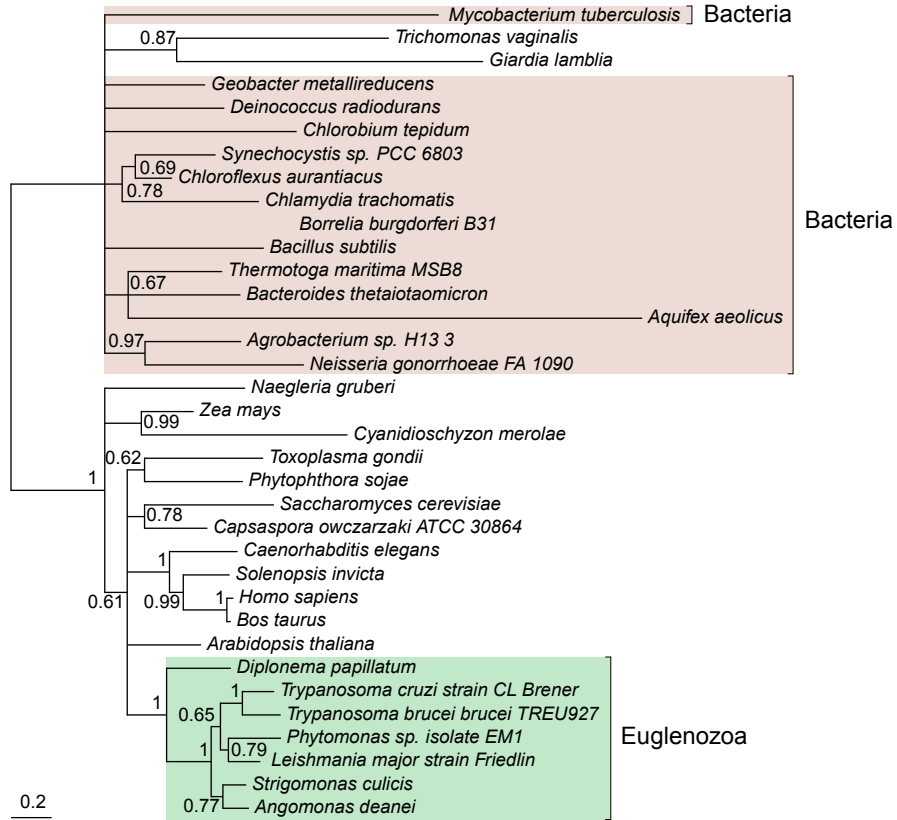 Mycobacterium tuberculosis
Bacteria
0.87
Trichomonas vaginalis
Giardia lamblia
Geobacter metallireducens
Deinococcus radiodurans
Chlorobium tepidum
Synechocystis sp. PCC 6803
0.69
Chloroflexus aurantiacus
0.78
Chlamydia trachomatis
Borrelia burgdorferi B31
Bacteria
Bacillus subtilis
Thermotoga maritima MSB8
0.67
Bacteroides thetaiotaomicron
Aquifex aeolicus
0.97
Agrobacterium sp. H13 3
Neisseria gonorrhoeae FA 1090
Naegleria gruberi
Zea mays
0.99
Cyanidioschyzon merolae
0.62
Toxoplasma gondii
1
Phytophthora sojae
Saccharomyces cerevisiae
0.78
Capsaspora owczarzaki ATCC 30864
1
Caenorhabditis elegans
Solenopsis invicta
0.61
0.99
1
Homo sapiens
Bos taurus
Arabidopsis thaliana
Diplonema papillatum
1
1
Trypanosoma cruzi strain CL Brener
0.65
Trypanosoma brucei brucei TREU927
Euglenozoa
Phytomonas sp. isolate EM1
1
0.79
Leishmania major strain Friedlin
Strigomonas culicis
0.77
Angomonas deanei
0.2